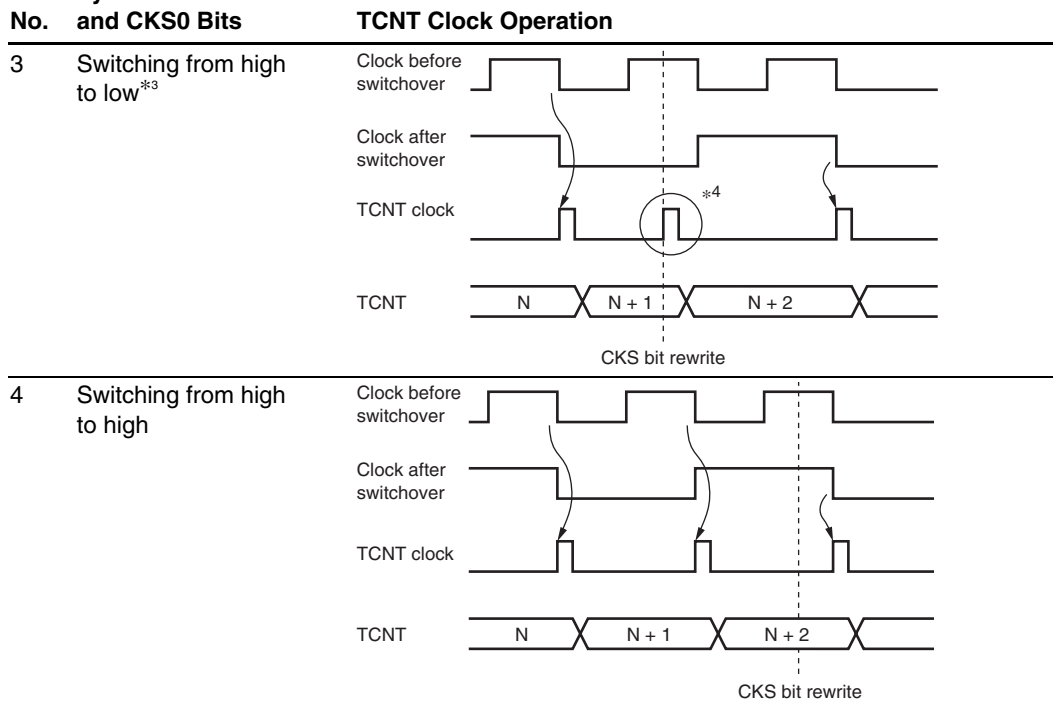 No. and CKS0 Bits TCNT Clock Operation
3 Switching from high to low*3
Clock before switchover
Clock after switchover
TCNT clock
*4
TCNT N N + 1 N + 2
CKS bit rewrite
4 Switching from high to high
Clock before switchover
Clock after switchover
TCNT clock
TCNT N N + 1 N + 2
CKS bit rewrite